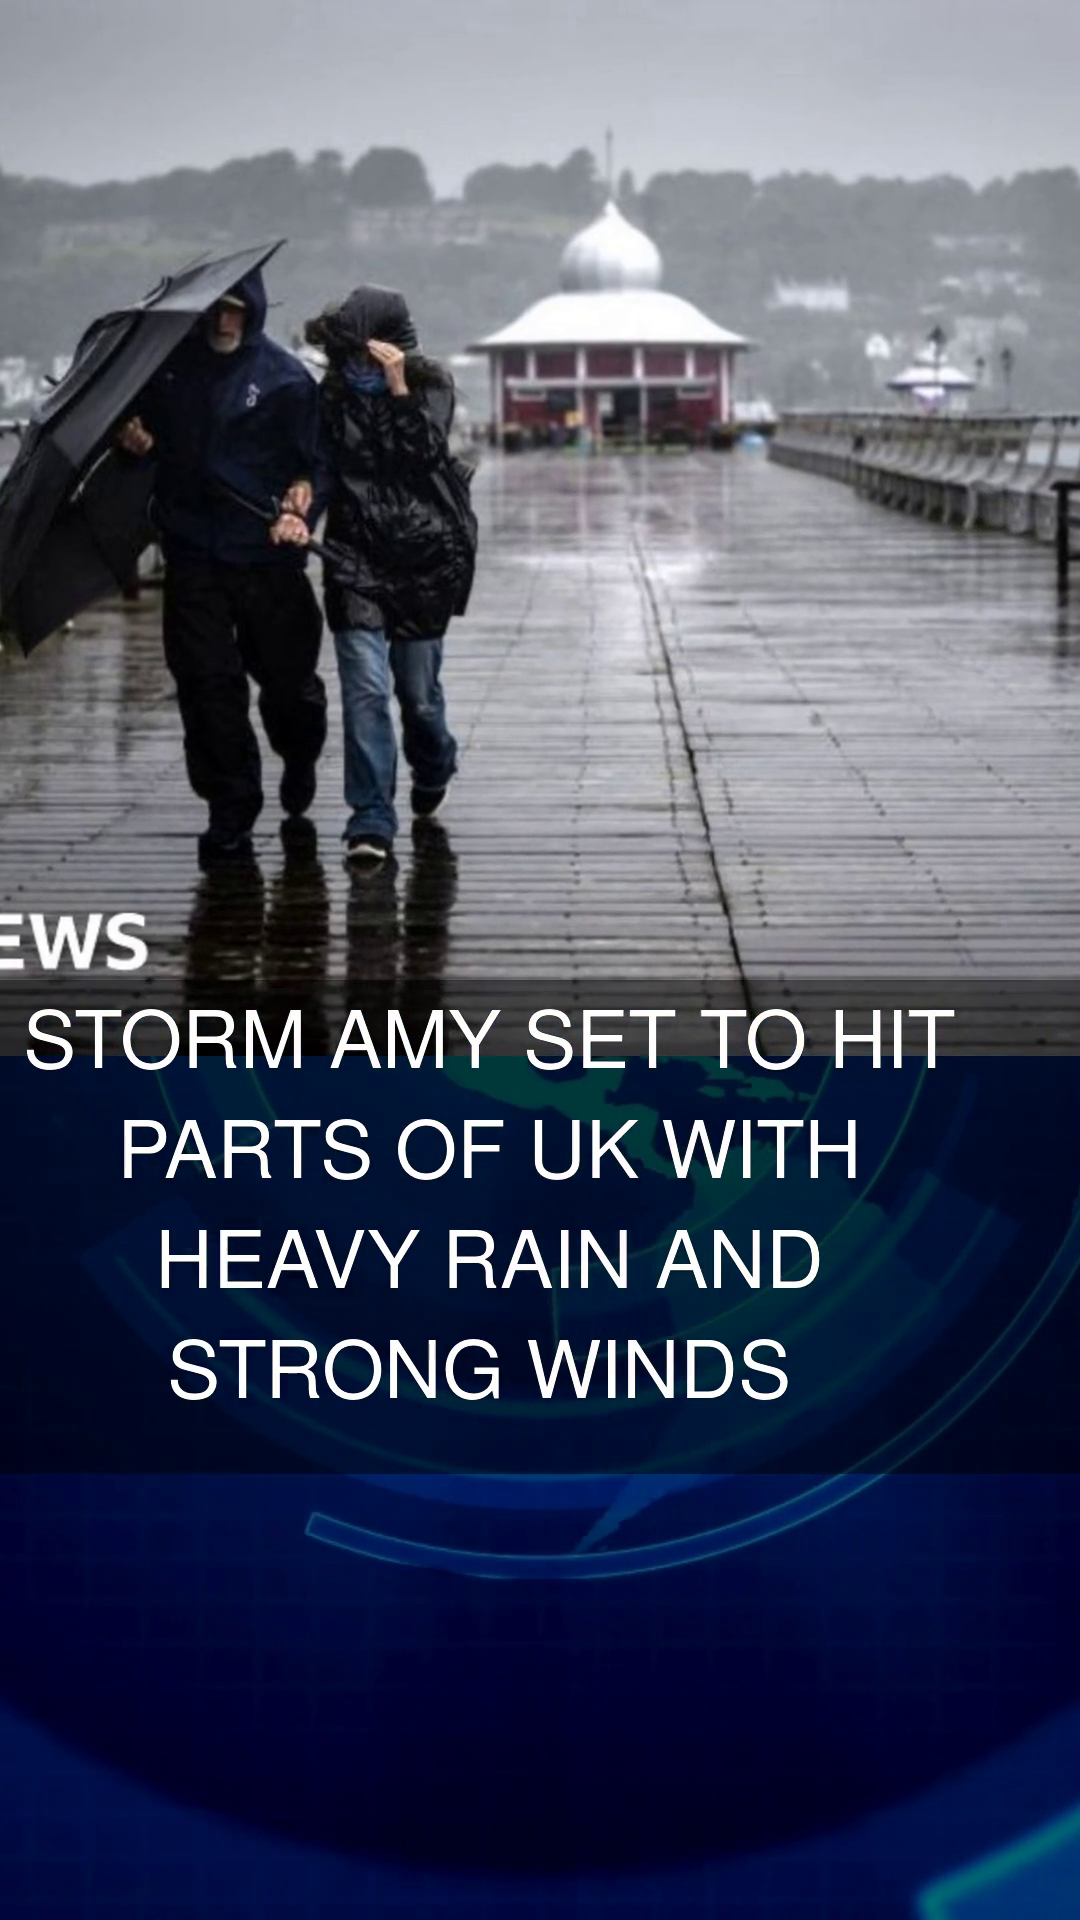 EWS
STORM AMY SET TO HIT
PARTS OF UK WITH
HEAVY RAIN AND
STRONG WINDS